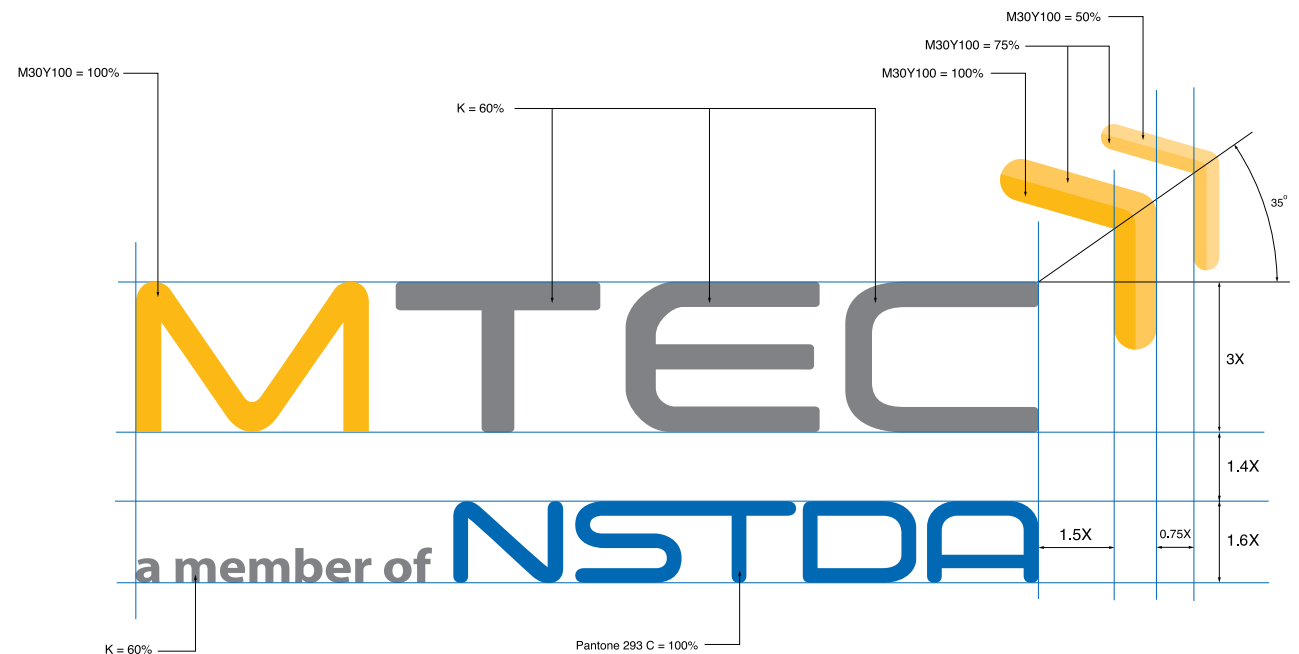 M30Y100 = 50%
M30Y100 = 75%
M30Y100 = 100%
M30Y100 = 100%
K = 60%
35°
MTEC
3X
1.4X
a member of NSTDA
1.5X
0.75X
1.6X
K = 60%
Pantone 293 C = 100%